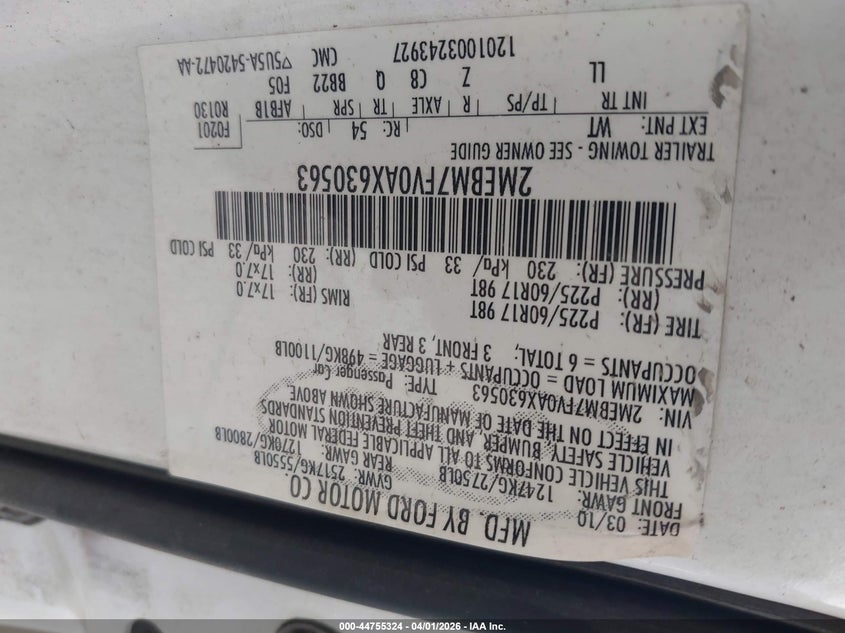 MFD. BY FORD MOTOR CO.
DATE: 03/10
GVWR: 2517KG/5550LB
FRONT GAWR: 1247KG/2750LB
REAR GAWR: 1270KG/2800LB
THIS VEHICLE CONFORMS TO ALL APPLICABLE FEDERAL MOTOR
VEHICLE SAFETY, BUMPER, AND THEFT PREVENTION STANDARDS
IN EFFECT ON THE DATE OF MANUFACTURE SHOWN ABOVE
VIN: 2MEBM7FV0AX630563 TYPE: Passenger Car
MAXIMUM LOAD = OCCUPANTS + LUGGAGE = 498KG/1100LB
OCCUPANTS = 6 TOTAL: 3 FRONT, 3 REAR
TIRE (FR): P225/60R17 98T RIMS (FR): 17x7.0
(RR): P225/60R17 98T (RR): 17x7.0
PRESSURE (FR): 230 kPa/ 33 PSI COLD (RR): 230 kPa/ 33 PSI COLD
2MEBM7FV0AX630563
TRAILER TOWING - SEE OWNER GUIDE
EXT PNT: WT RC: 54 DSO: F0201
R0130
INT TR TP/PS R AXLE TR SPR AFB1B
LL Z C8 Q BB22 F05
1201003243927 CMC ▽5U5A-5420472-AA
000-44755324 | 04/01/2026 - IAA Inc.